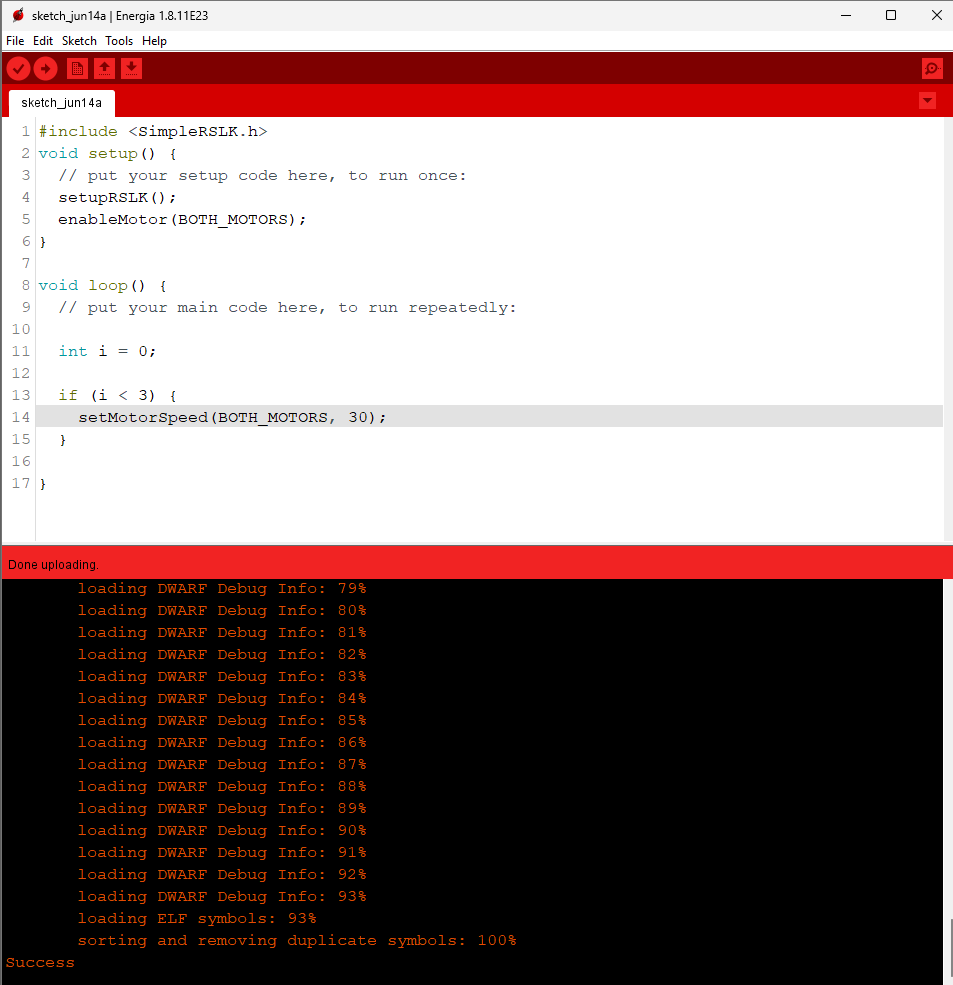 sketch_jun14a | Energia 1.8.11E23
File Edit Sketch Tools Help
sketch_jun14a
1 #include <SimpleRSLK.h>
2 void setup() {
3   // put your setup code here, to run once:
4   setupRSLK();
5   enableMotor(BOTH_MOTORS);
6 }
7
8 void loop() {
9   // put your main code here, to run repeatedly:
10
11   int i = 0;
12
13   if (i < 3) {
14     setMotorSpeed(BOTH_MOTORS, 30);
15   }
16
17 }
Done uploading.
loading DWARF Debug Info: 79%
loading DWARF Debug Info: 80%
loading DWARF Debug Info: 81%
loading DWARF Debug Info: 82%
loading DWARF Debug Info: 83%
loading DWARF Debug Info: 84%
loading DWARF Debug Info: 85%
loading DWARF Debug Info: 86%
loading DWARF Debug Info: 87%
loading DWARF Debug Info: 88%
loading DWARF Debug Info: 89%
loading DWARF Debug Info: 90%
loading DWARF Debug Info: 91%
loading DWARF Debug Info: 92%
loading DWARF Debug Info: 93%
loading ELF symbols: 93%
sorting and removing duplicate symbols: 100%
Success